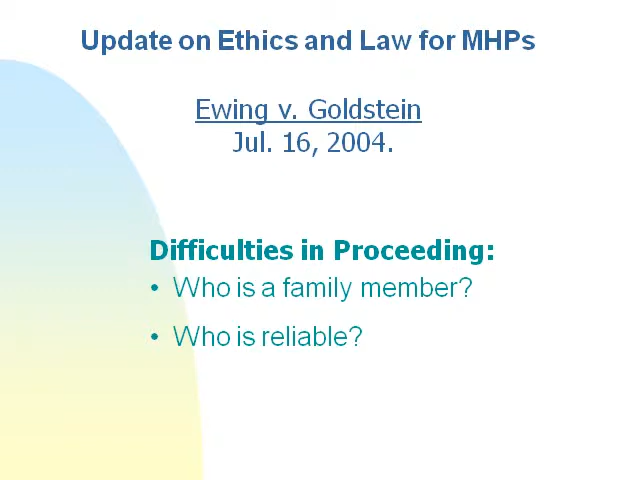 Update on Ethics and Law for MHPs
Ewing v. Goldstein
Jul. 16, 2004.
Difficulties in Proceeding:
• Who is a family member?
• Who is reliable?